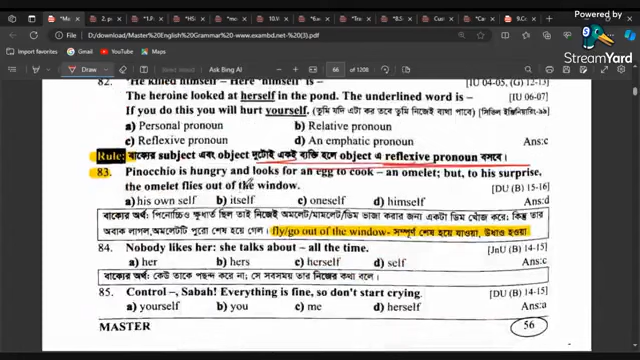 Powered by
StreamYard
D:/download/Master%20English%20Grammar%20-www.exambd.net-%20(3).pdf
Import favorites
Draw
Ask Bing AI
66 of 1208
82. He killed himself – Here himself is – [IU 04-05, (G) 12-13]
The heroine looked at herself in the pond. The underlined word is – [IU 06-07]
If you do this you will hurt yourself. (তুমি যদি এটা কর তবে তুমি নিজেই ব্যথা পাবে)
a) Personal pronoun b) Relative pronoun
c) Reflexive pronoun d) An emphatic pronoun Ans:c
Rule: বাক্যের subject এবং object দুটোই একই ব্যক্তি হলে object এ reflexive pronoun বসবে।
83. Pinocchio is hungry and looks for an egg to cook – an omelet; but, to his surprise,
the omelet flies out of the window. [DU (B) 15-16]
a) his own self b) itself c) oneself d) himself
fly/go out of the window- সম্পূর্ণ শেষ হয়ে যাওয়া, উধাও হওয়া
84. Nobody likes her; she talks about – all the time. [JnU (B) 14-15]
a) her b) hers c) herself d) self Ans:c
বাক্যের অর্থ: কেউ তাকে পছন্দ করে না; সে সবসময় তার নিজের কথা বলে।
85. Control –, Sabah! Everything is fine, so don't start crying. [DU (B) 14-15]
a) yourself b) you c) me d) herself Ans:a
MASTER 56